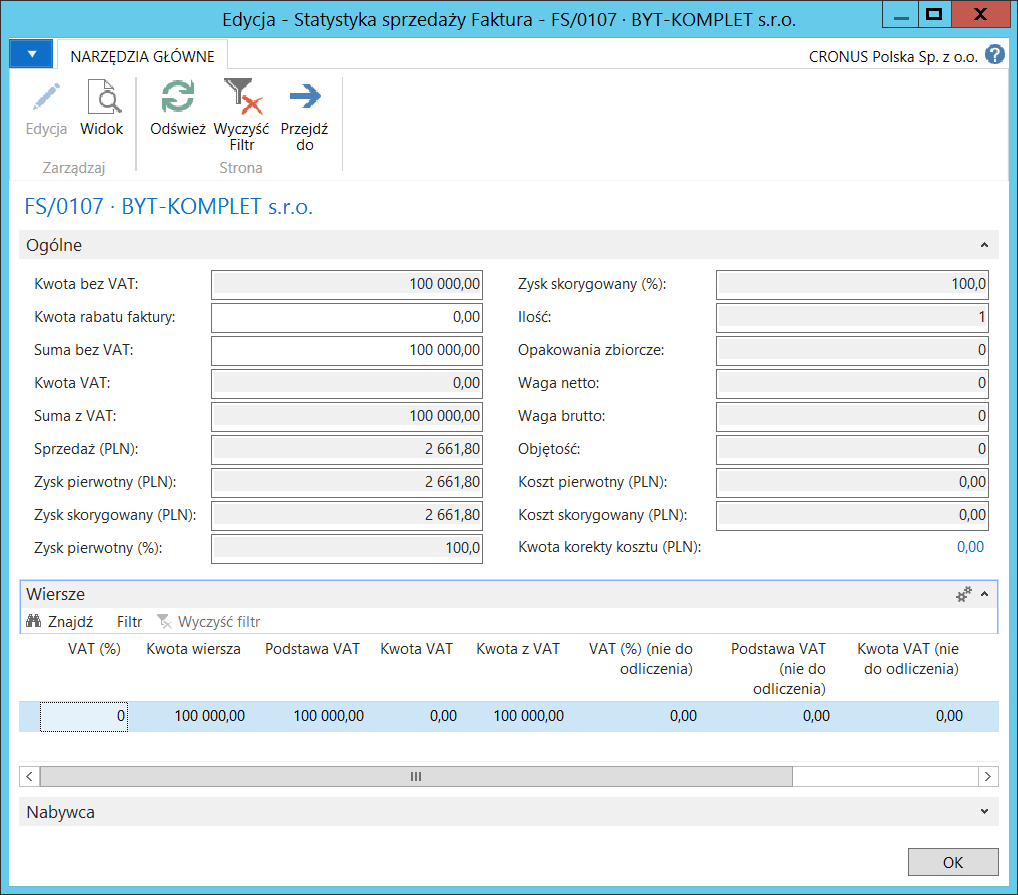 Edycja - Statystyka sprzedaży Faktura - FS/0107 · BYT-KOMPLET s.r.o.
NARZĘDZIA GŁÓWNE
CRONUS Polska Sp. z o.o.
?
Edycja
Widok
Odśwież
Wyczyść
Filtr
Przejdź
do
Zarządzaj
Strona
FS/0107 · BYT-KOMPLET s.r.o.
Ogólne
Kwota bez VAT: 100 000,00
Kwota rabatu faktury: 0,00
Suma bez VAT: 100 000,00
Kwota VAT: 0,00
Suma z VAT: 100 000,00
Sprzedaż (PLN): 2 661,80
Zysk pierwotny (PLN): 2 661,80
Zysk skorygowany (PLN): 2 661,80
Zysk pierwotny (%): 100,0
Zysk skorygowany (%): 100,0
Ilość: 1
Opakowania zbiorcze: 0
Waga netto: 0
Waga brutto: 0
Objętość: 0
Koszt pierwotny (PLN): 0,00
Koszt skorygowany (PLN): 0,00
Kwota korekty kosztu (PLN): 0,00
Wiersze
Znajdź Filtr Wyczyść filtr
VAT (%)
Kwota wiersza
Podstawa VAT
Kwota VAT
Kwota z VAT
VAT (%) (nie do
odliczenia)
Podstawa VAT
(nie do
odliczenia)
Kwota VAT (nie
do odliczenia)
0 100 000,00 100 000,00 0,00 100 000,00 0,00 0,00 0,00
Nabywca
OK